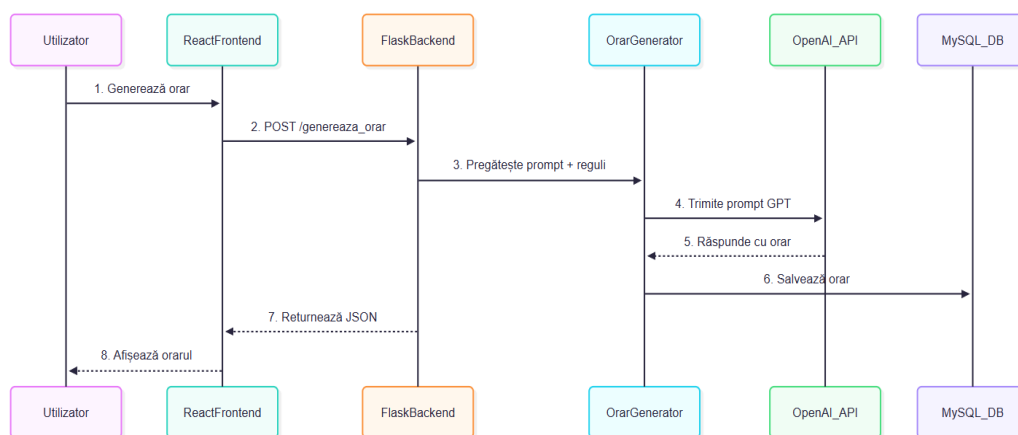 Utilizator
ReactFrontend
FlaskBackend
OrarGenerator
OpenAI_API
MySQL_DB
1. Generează orar
2. POST /genereaza_orar
3. Pregătește prompt + reguli
4. Trimite prompt GPT
5. Răspunde cu orar
6. Salvează orar
7. Returnează JSON
8. Afișează orarul
Utilizator
ReactFrontend
FlaskBackend
OrarGenerator
OpenAI_API
MySQL_DB